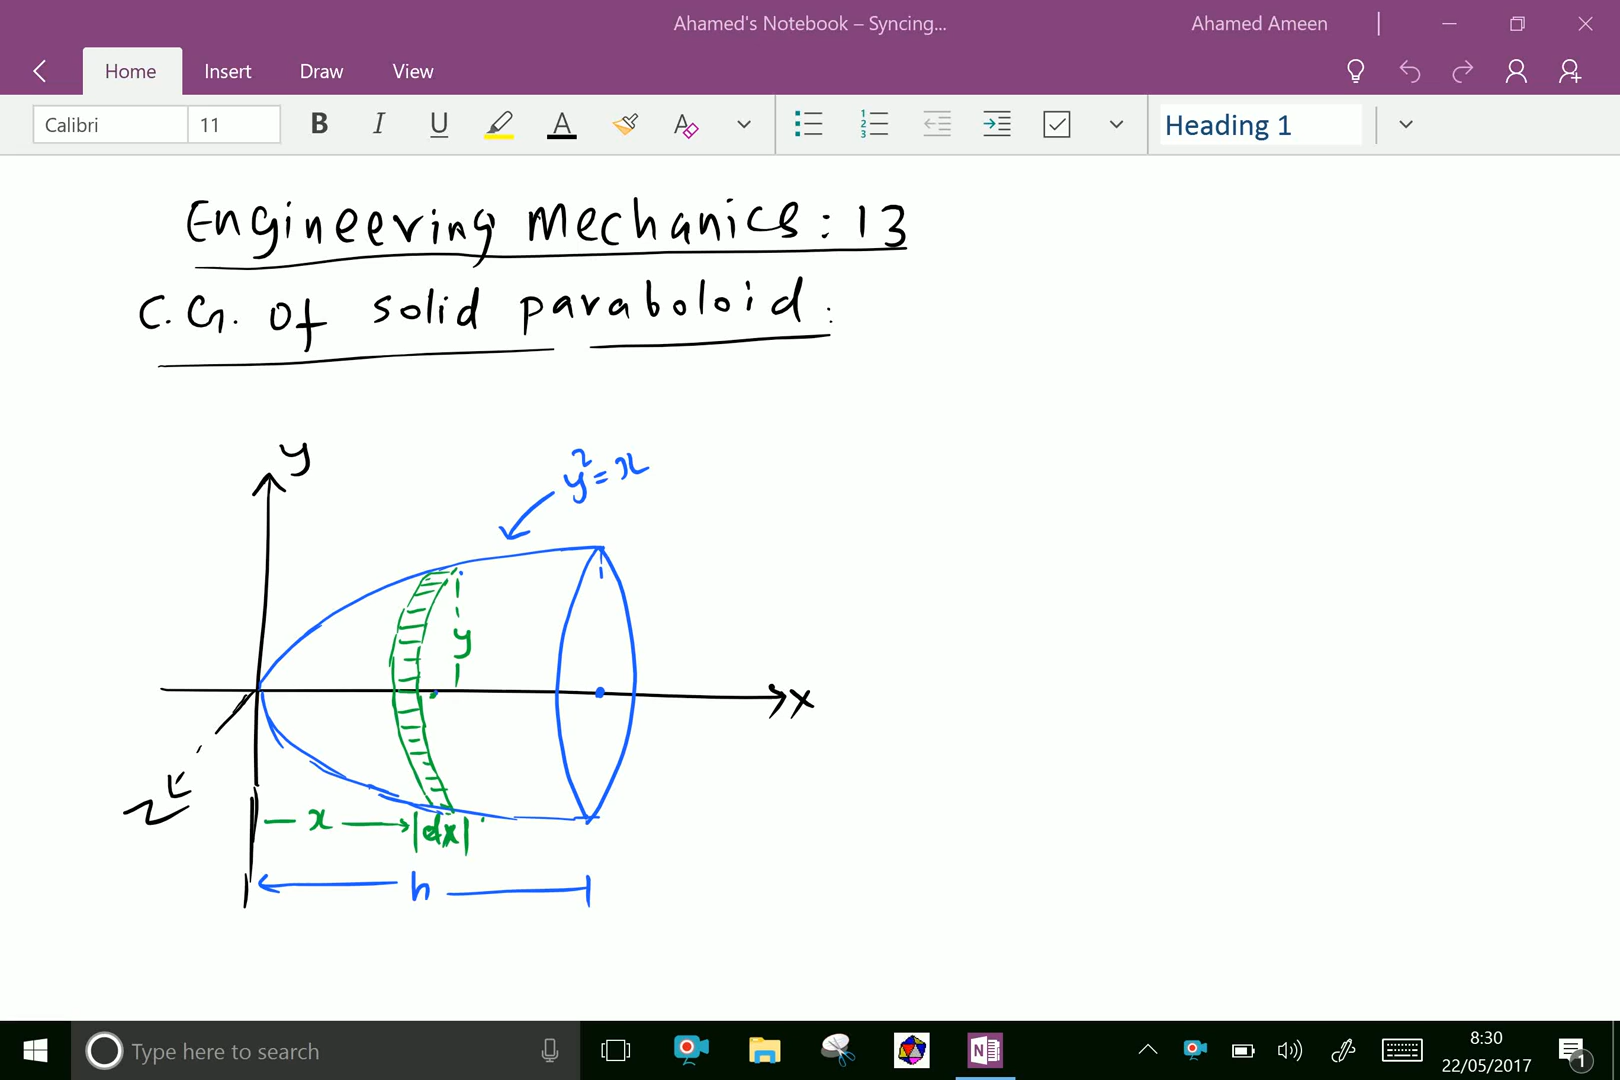 Ahamed's Notebook – Syncing...
Ahamed Ameen
Home Insert Draw View
Calibri 11 B I U A A Heading 1
Engineering Mechanics: 13
C.G. of solid paraboloid:
y
y² = x
y
x
z
x dx
h
Type here to search
N
8:30
22/05/2017
1